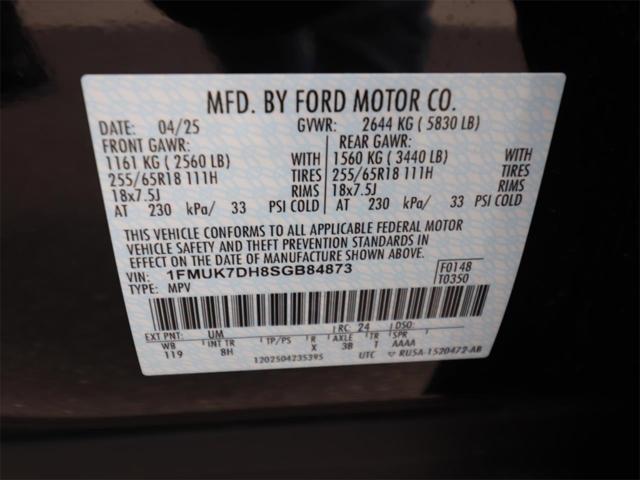 MFD. BY FORD MOTOR CO.
DATE: 04/25 GVWR: 2644 KG ( 5830 LB)
FRONT GAWR: REAR GAWR:
1161 KG ( 2560 LB) WITH 1560 KG ( 3440 LB) WITH
255/65R18 111H TIRES 255/65R18 111H TIRES
18x7.5J RIMS 18x7.5J RIMS
AT 230 kPa/ 33 PSI COLD AT 230 kPa/ 33 PSI COLD
THIS VEHICLE CONFORMS TO ALL APPLICABLE FEDERAL MOTOR
VEHICLE SAFETY AND THEFT PREVENTION STANDARDS IN
EFFECT ON THE DATE OF MANUFACTURE SHOWN ABOVE.
VIN: 1FMUK7DH8SGB84873 F0148
TYPE: MPV T0350
EXT PNT: UM RC: 24 DSO:
WB INT TR TP/PS R AXLE TR SPR
119 8H X 3B T AAAA
12025042353​95 UTC RU5A-1520472-AB